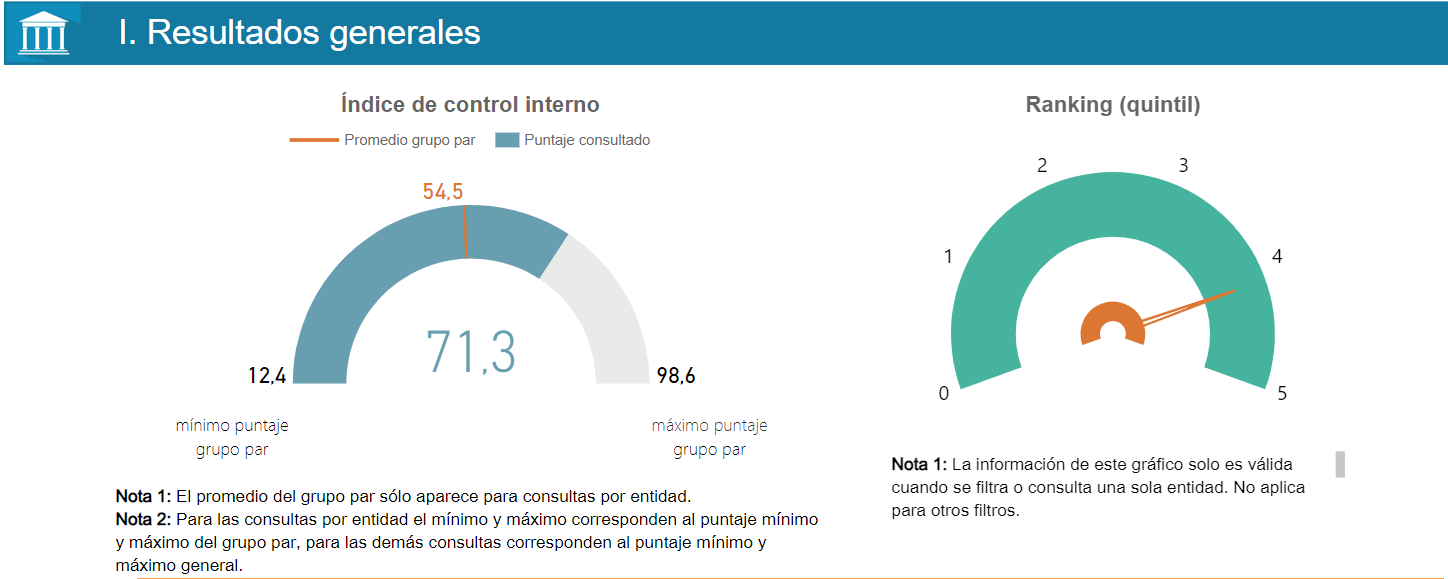 I. Resultados generales
Índice de control interno
Promedio grupo par
Puntaje consultado
54,5
71,3
12,4
98,6
mínimo puntaje
grupo par
máximo puntaje
grupo par
Nota 1: El promedio del grupo par sólo aparece para consultas por entidad.
Nota 2: Para las consultas por entidad el mínimo y máximo corresponden al puntaje mínimo
y máximo del grupo par, para las demás consultas corresponden al puntaje mínimo y
máximo general.
Ranking (quintil)
0
1
2
3
4
5
Nota 1: La información de este gráfico solo es válida
cuando se filtra o consulta una sola entidad. No aplica
para otros filtros.